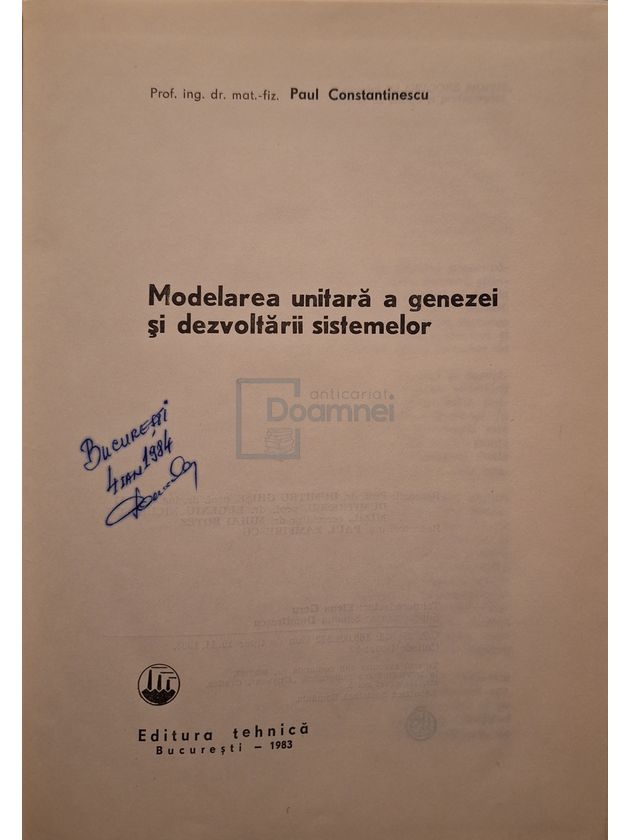 Prof. ing. dr. mat.-fiz. Paul Constantinescu
Modelarea unitară a genezei
şi dezvoltării sistemelor
anticariat
Doamnei
BUCUREŞTI
4 IAN 1984
Editura tehnică
Bucureşti – 1983